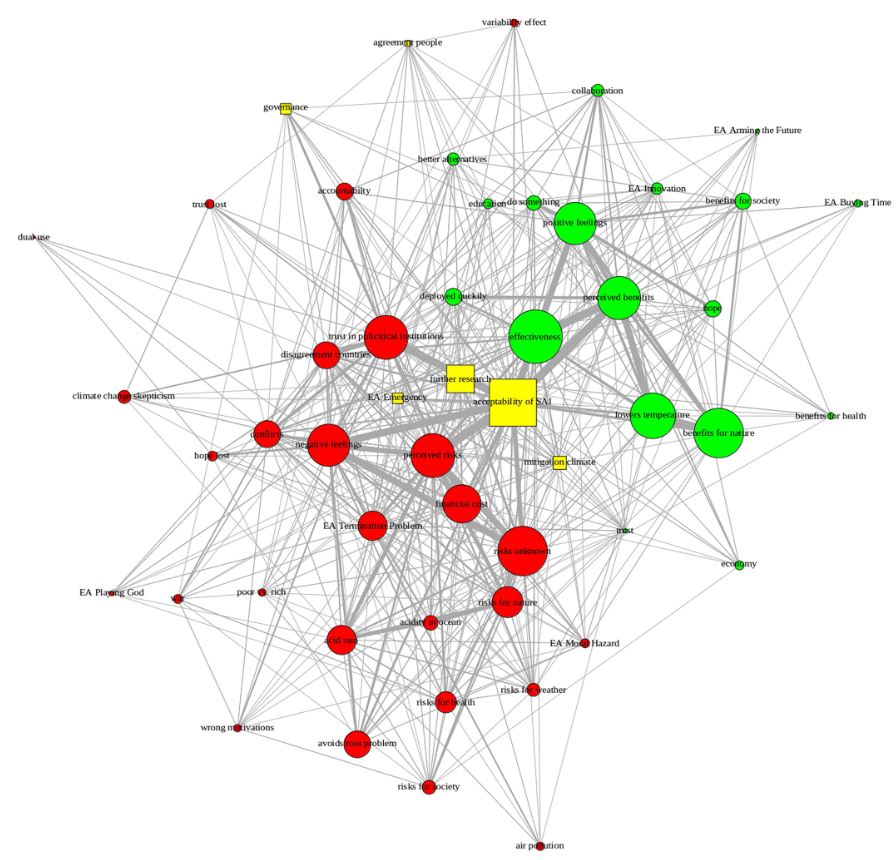 variability effect
agreement people
collaboration
governance
EA Arming the Future
better alternatives
accountabilty
EA Innovation
trust lost
education
do something
benefits for society
EA Buying Time
positive feelings
dual use
deployed quickily
perceived benefits
hope
trust in policitical institutions
effectiveness
disagreement countries
further research
climate change skepticism
EA Emergency
acceptability of SAI
lowers temperature
benefits for health
conflicts
benefits for nature
negative feelings
hope lost
perceived risks
mitigation climate
financial cost
EA Termination Problem
trust
risks unknown
economy
EA Playing God
war
poor vs. rich
risks for nature
acidity in ocean
acid rain
EA Moral Hazard
risks for weather
risks for health
wrong motivations
avoids root problem
risks for society
air pollution